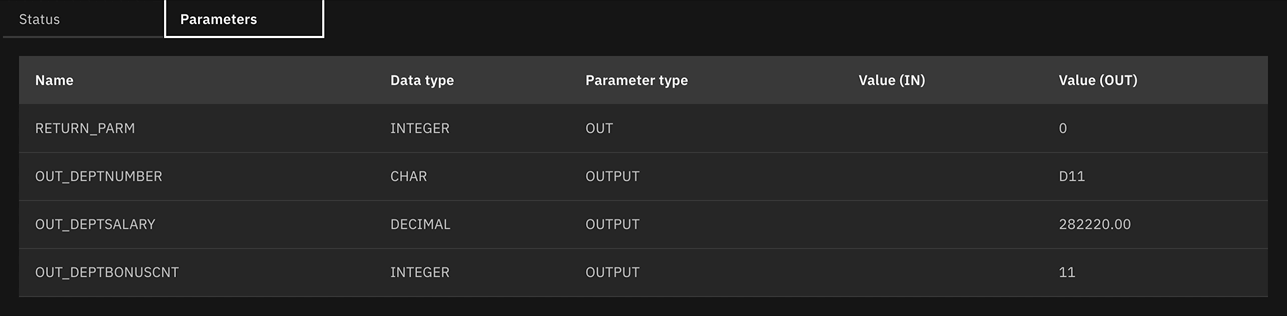 Status Parameters
Name Data type Parameter type Value (IN) Value (OUT)
RETURN_PARM INTEGER OUT 0
OUT_DEPTNUMBER CHAR OUTPUT D11
OUT_DEPTSALARY DECIMAL OUTPUT 282220.00
OUT_DEPTBONUSCNT INTEGER OUTPUT 11